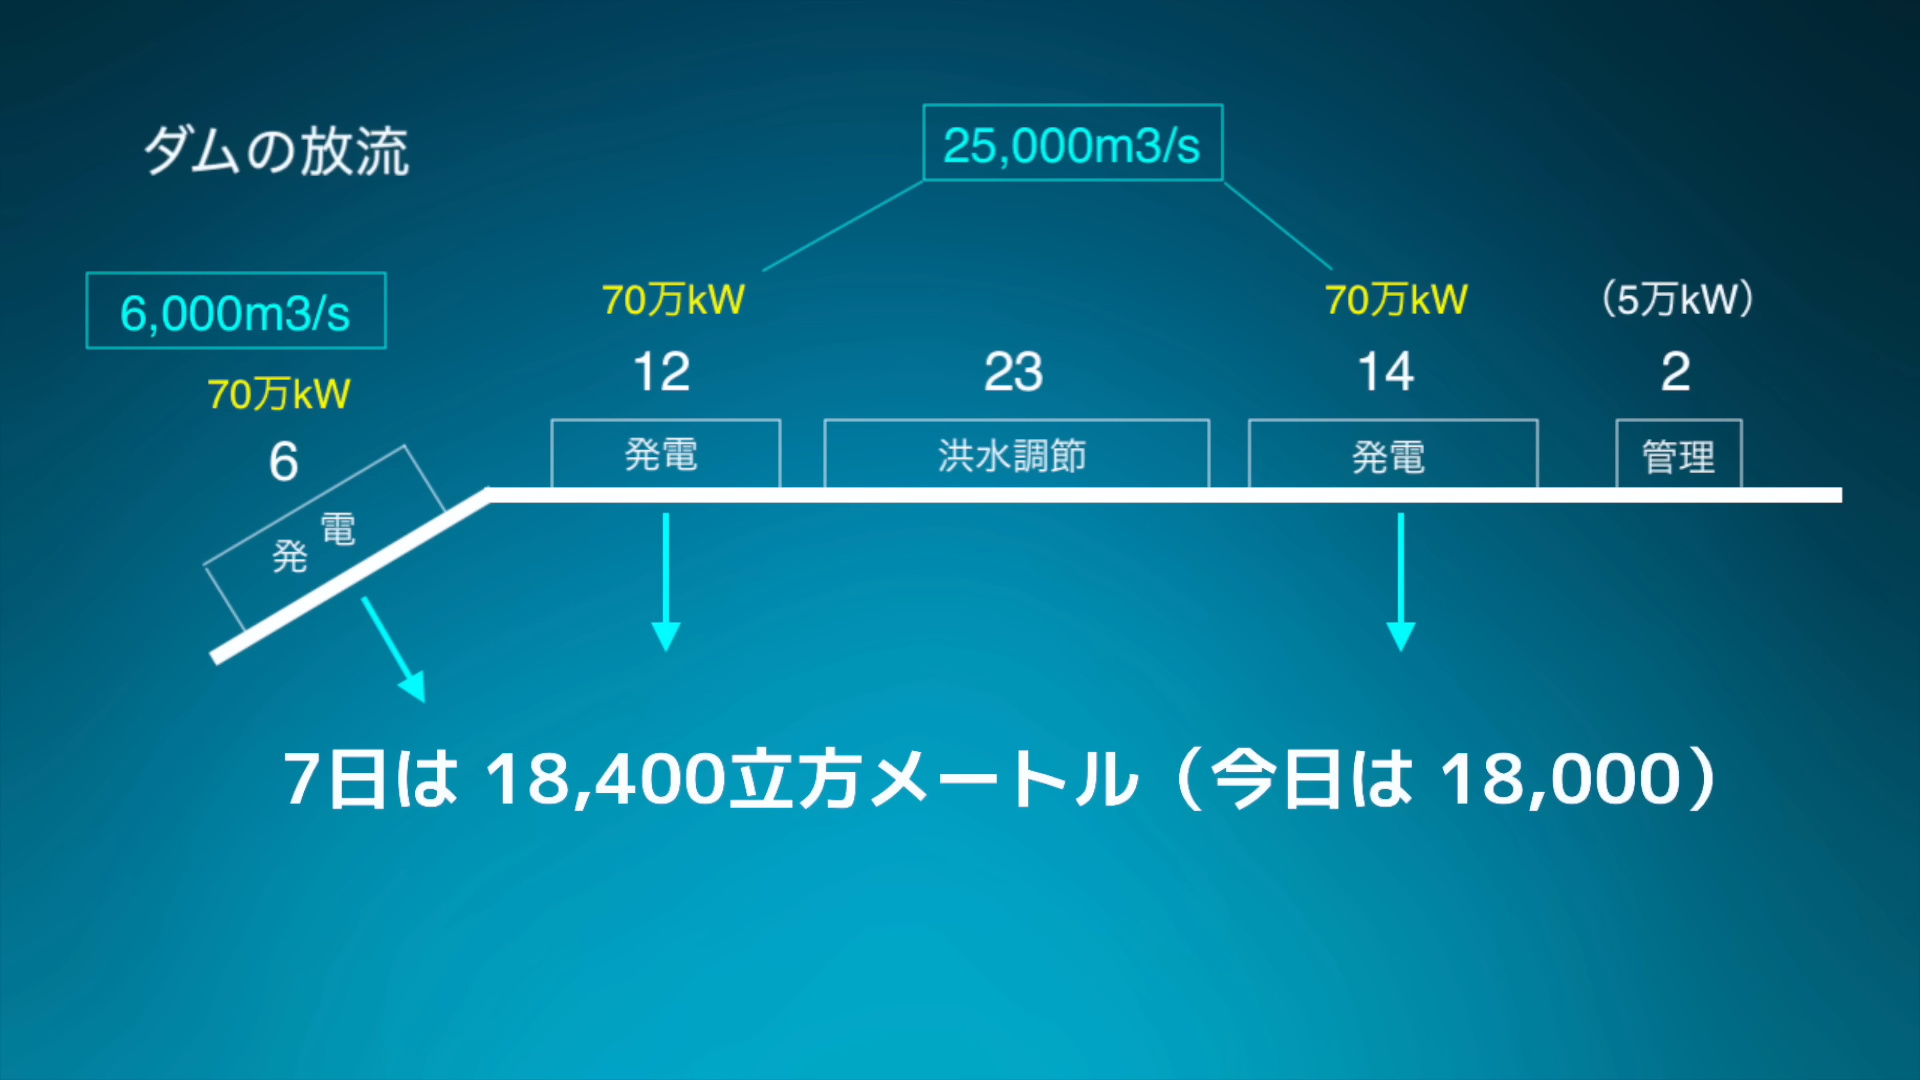 ダムの放流
25,000m3/s
6,000m3/s
70万kW
70万kW
70万kW
（5万kW）
6
12
23
14
2
発電
発電
洪水調節
発電
管理
7日は 18,400立方メートル（今日は 18,000）